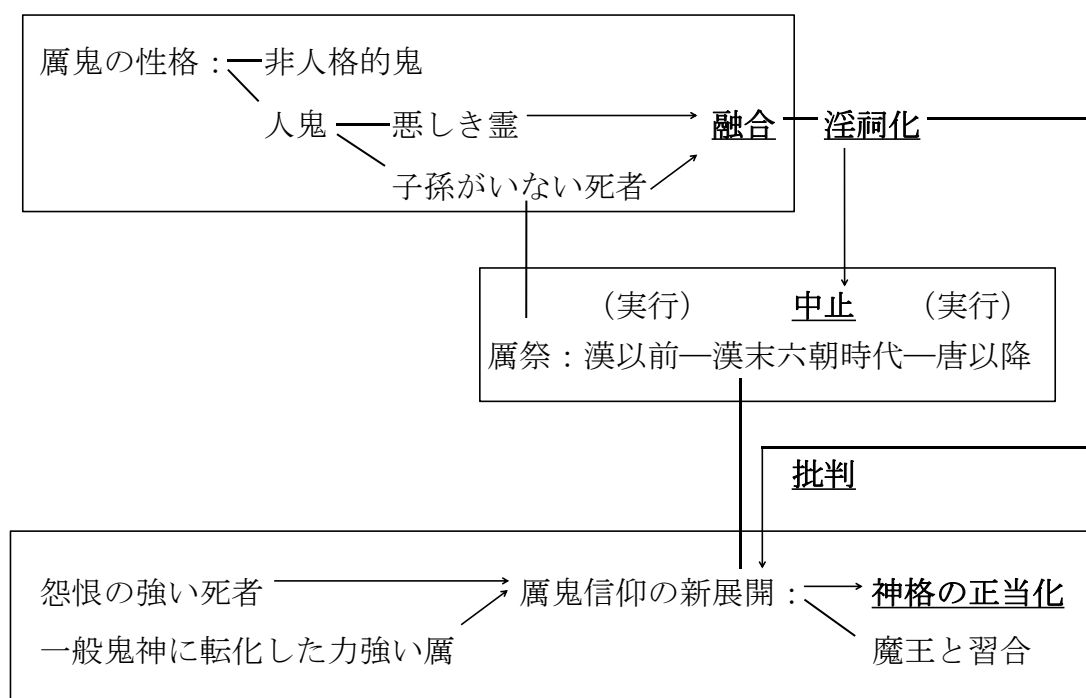 厲鬼の性格：非人格的鬼
人鬼 悪しき霊 融合 淫祠化
子孫がいない死者
（実行） 中止 （実行）
厲祭：漢以前―漢末六朝時代―唐以降
批判
怨恨の強い死者 厲鬼信仰の新展開： 神格の正当化
一般鬼神に転化した力強い厲 魔王と習合